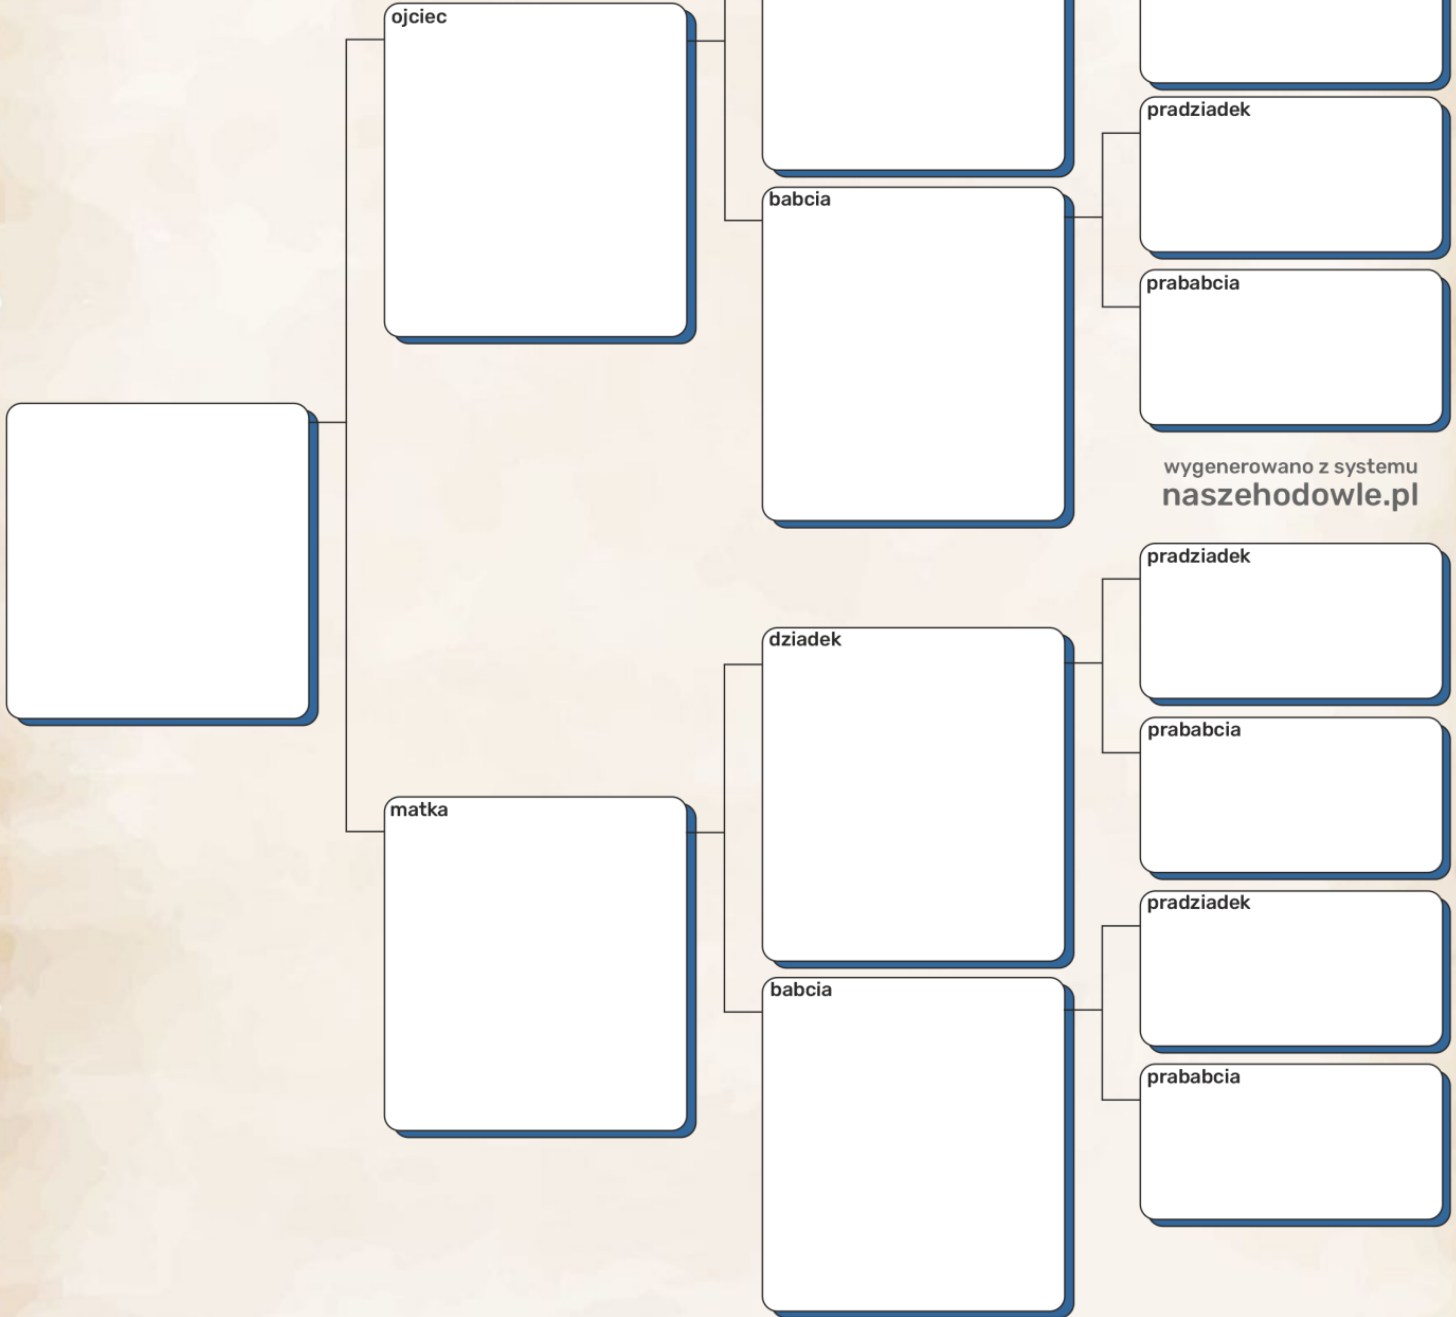 ojciec
pradziadek
babcia
prababcia
wygenerowano z systemu
naszehodowle.pl
pradziadek
dziadek
prababcia
matka
pradziadek
babcia
prababcia